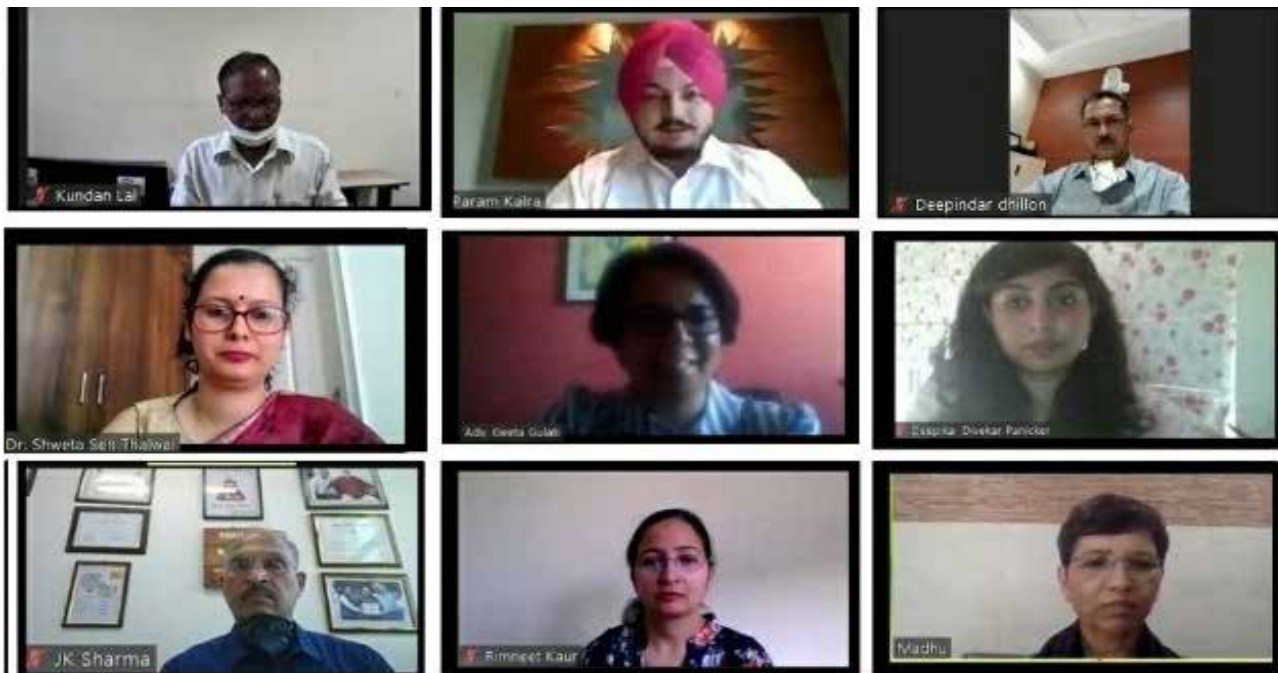 Kundan Lal
Param Kalra
Deepindar dhillon
Dr. Shweta Sen Thalwal
Adv. Geeta Gulati
Deepika Divekar Panicker
JK Sharma
Rimneet Kaur
Madhu